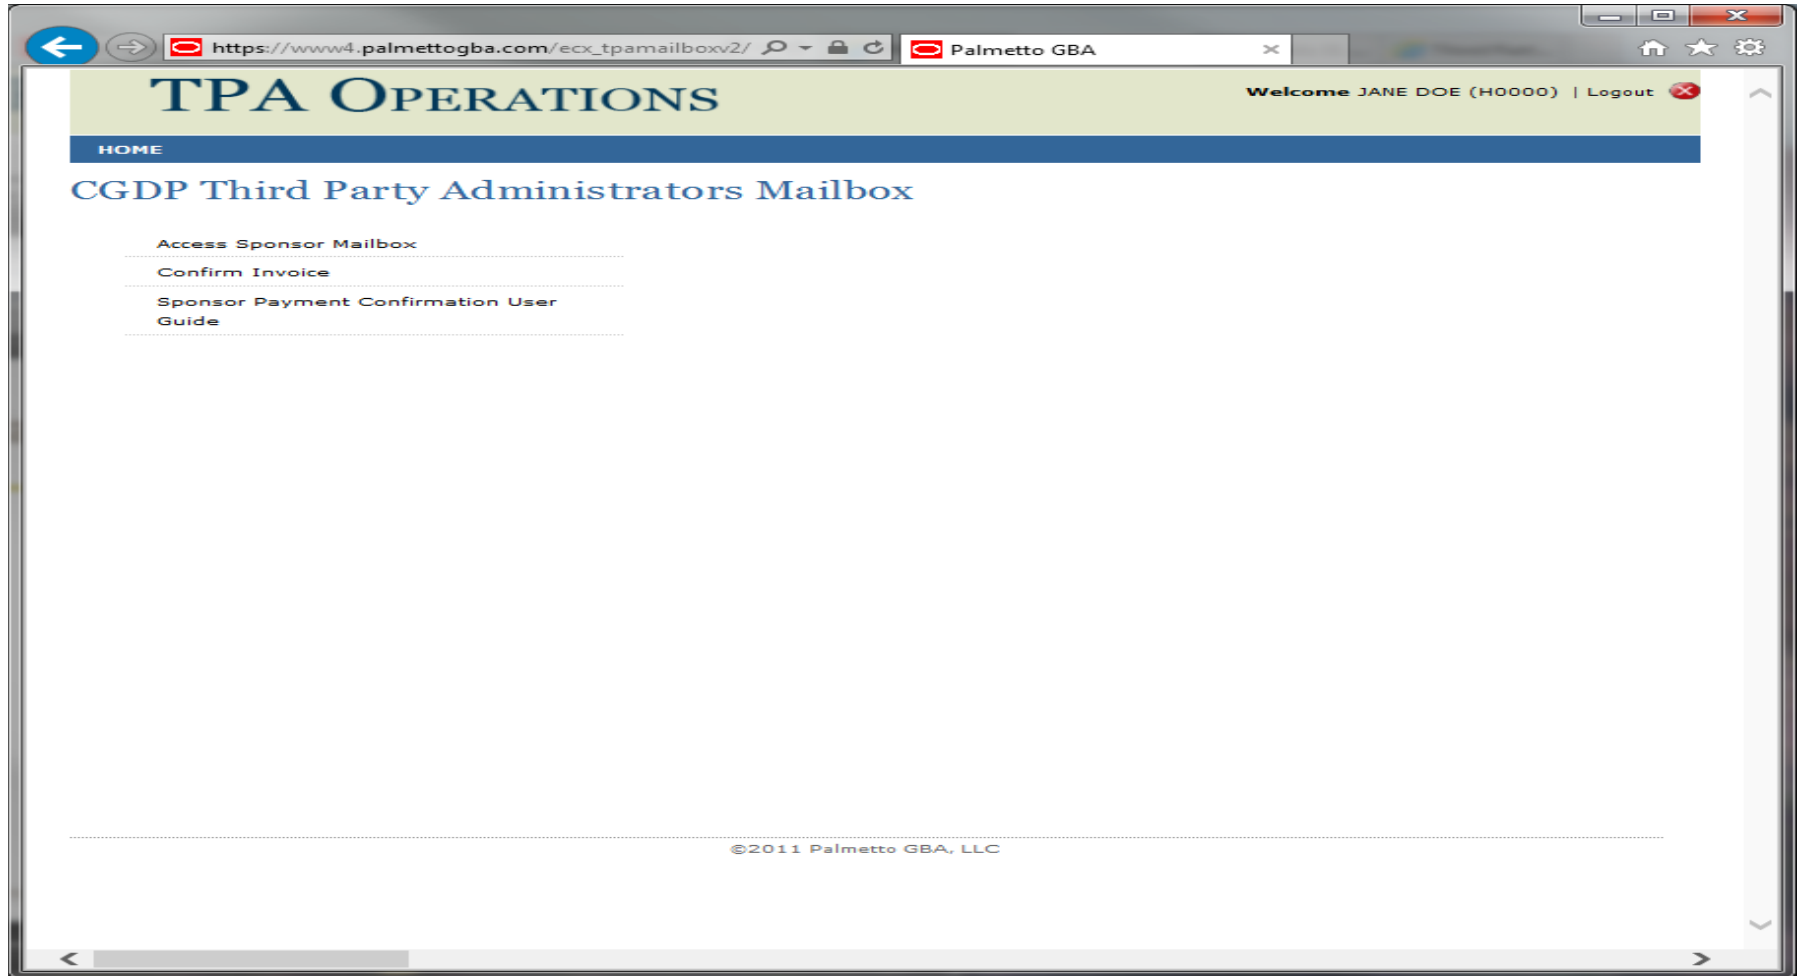 https://www4.palmettogba.com/ecx_tpamailboxv2/
Palmetto GBA
TPA OPERATIONS
Welcome JANE DOE (H0000) | Logout
HOME
CGDP Third Party Administrators Mailbox
Access Sponsor Mailbox
Confirm Invoice
Sponsor Payment Confirmation User
Guide
©2011 Palmetto GBA, LLC